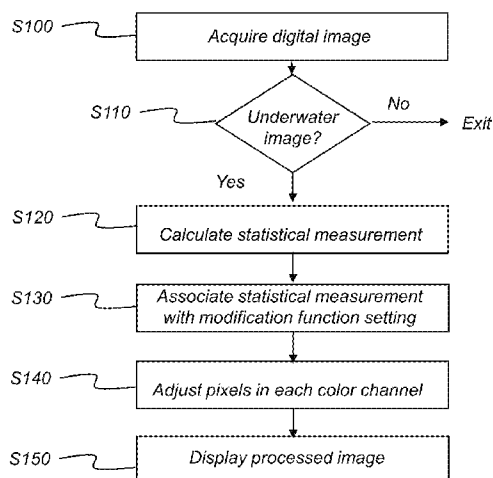 S100
Acquire digital image
S110
Underwater
image?
No
Exit
Yes
S120
Calculate statistical measurement
S130
Associate statistical measurement
with modification function setting
S140
Adjust pixels in each color channel
S150
Display processed image